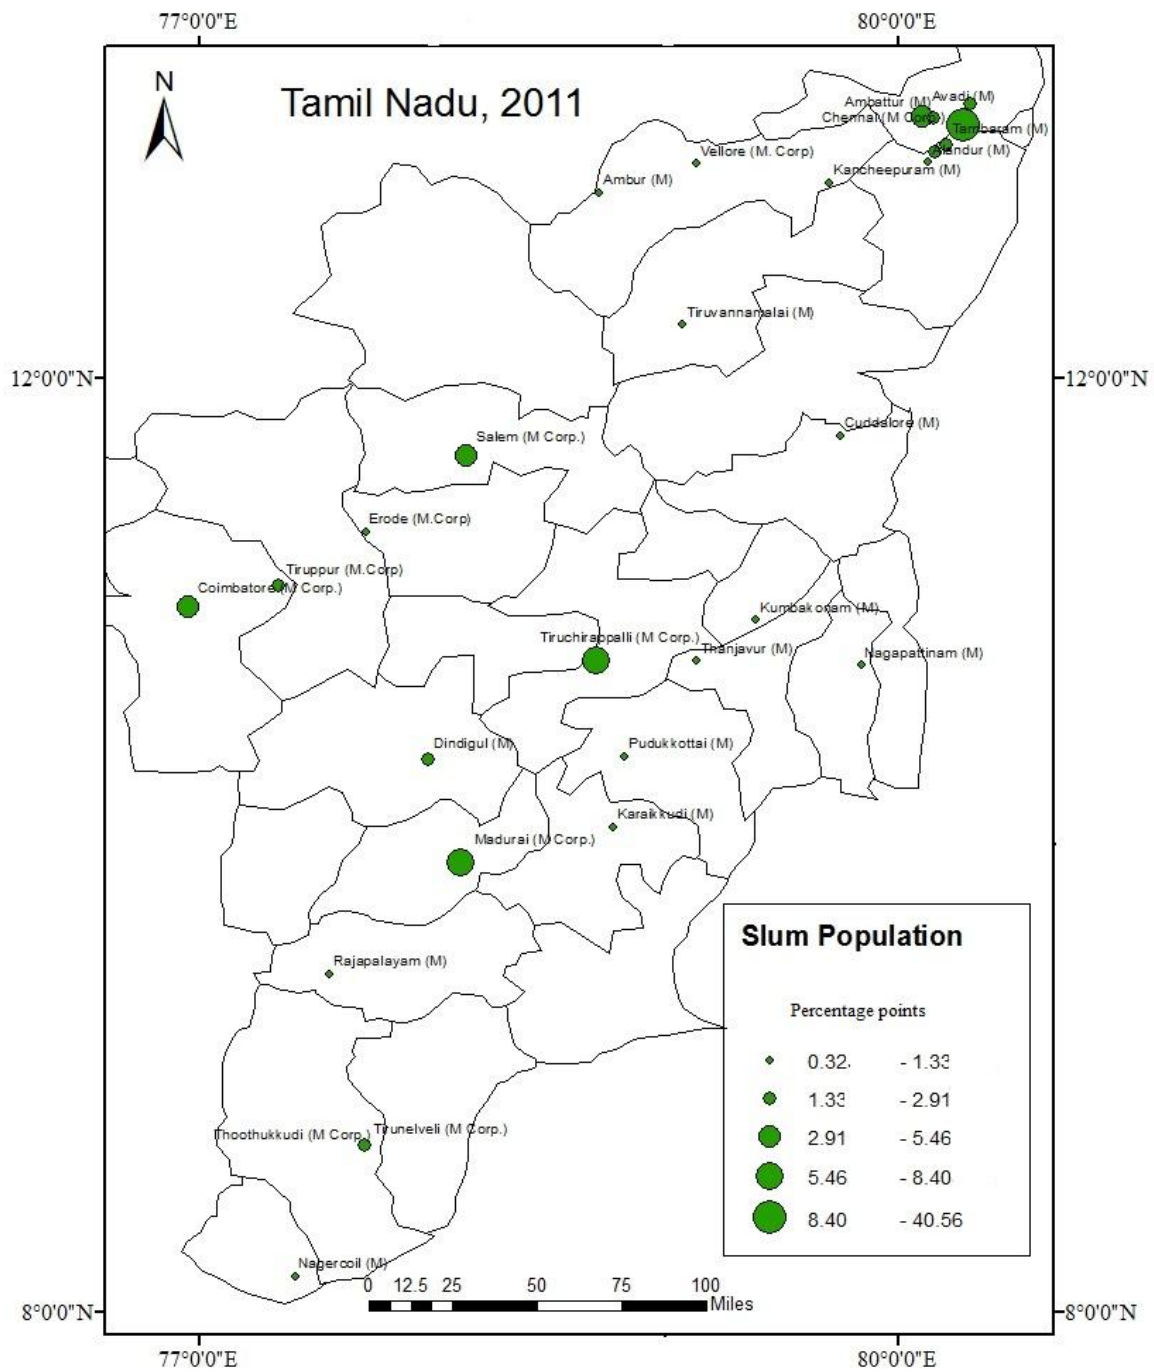 77°0'0"E
80°0'0"E
N
Tamil Nadu, 2011
Avadi (M)
Ambattur (M)
Chennai (M Corp.)
Tambaram (M)
Alandur (M)
Vellore (M. Corp)
Kancheepuram (M)
Ambur (M)
Tiruvannamalai (M)
12°0'0"N
12°0'0"N
Cuddalore (M)
Salem (M Corp.)
Erode (M.Corp)
Tiruppur (M.Corp)
Coimbatore (M Corp.)
Kumbakonam (M)
Tiruchirappalli (M Corp.)
Thanjavur (M)
Nagapattinam (M)
Dindigul (M)
Pudukkottai (M)
Karaikkudi (M)
Madurai (M Corp.)
Rajapalayam (M)
Slum Population
Percentage points
0.32 - 1.33
1.33 - 2.91
2.91 - 5.46
5.46 - 8.40
8.40 - 40.56
Thoothukkudi (M Corp.)
Tirunelveli (M Corp.)
Nagercoil (M)
0 12.5 25 50 75 100
Miles
8°0'0"N
8°0'0"N
77°0'0"E
80°0'0"E